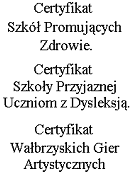 Certyfikat
Szkół Promujących
Zdrowie.
Certyfikat
Szkoły Przyjaznej
Uczniom z Dysleksją.
Certyfikat
Wałbrzyskich Gier
Artystycznych